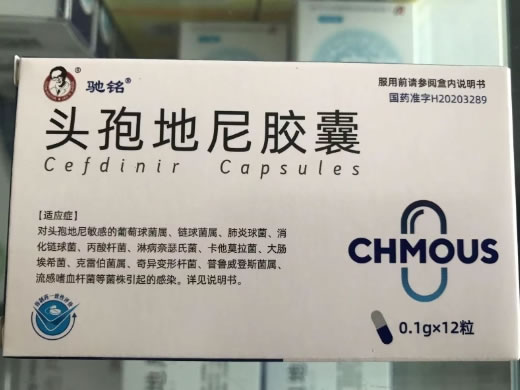 驰铭®
服用前请参阅盒内说明书
国药准字H20203289
头孢地尼胶囊
Cefdinir Capsules
【适应症】
对头孢地尼敏感的葡萄球菌属、链球菌属、肺炎球菌、消
化链球菌、丙酸杆菌、淋病奈瑟氏菌、卡他莫拉菌、大肠
埃希菌、克雷伯菌属、奇异变形杆菌、普鲁威登斯菌属、
流感嗜血杆菌等菌株引起的感染。详见说明书。
CHMOUS
0.1g×12粒